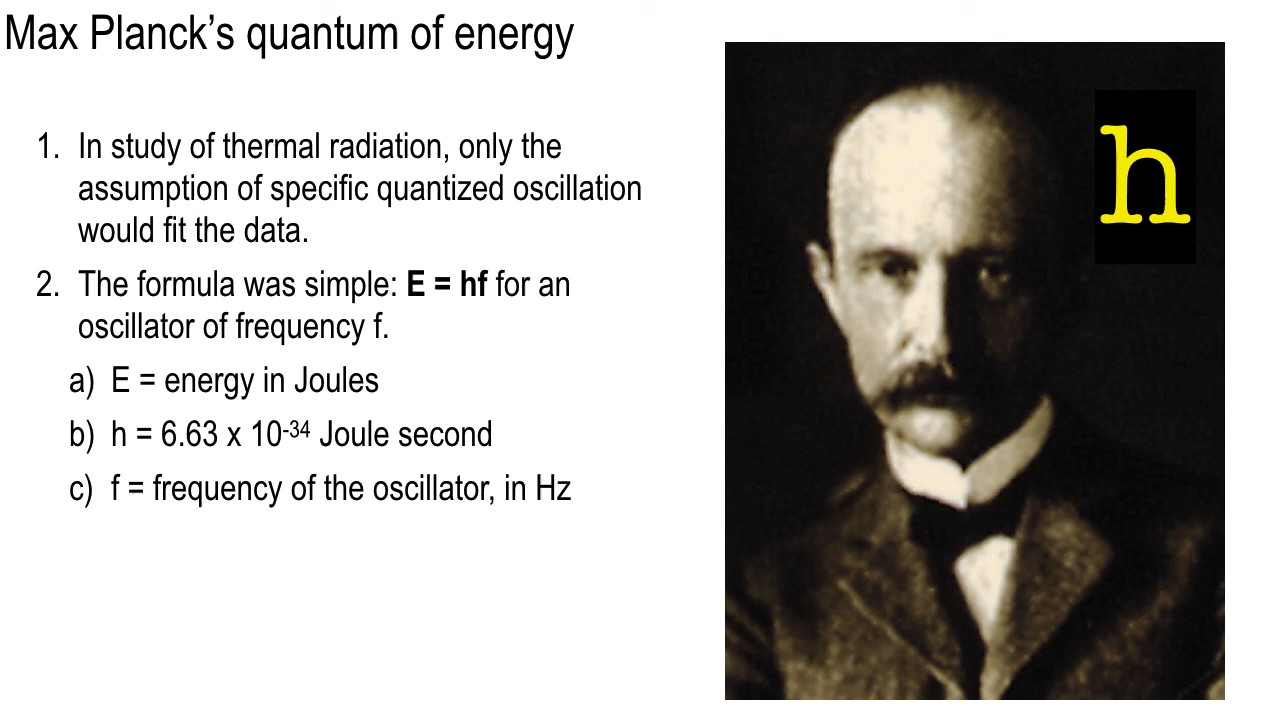 Max Planck’s quantum of energy
1. In study of thermal radiation, only the
assumption of specific quantized oscillation
would fit the data.
2. The formula was simple: E = hf for an
oscillator of frequency f.
a) E = energy in Joules
b) h = 6.63 x 10⁻³⁴ Joule second
c) f = frequency of the oscillator, in Hz
h